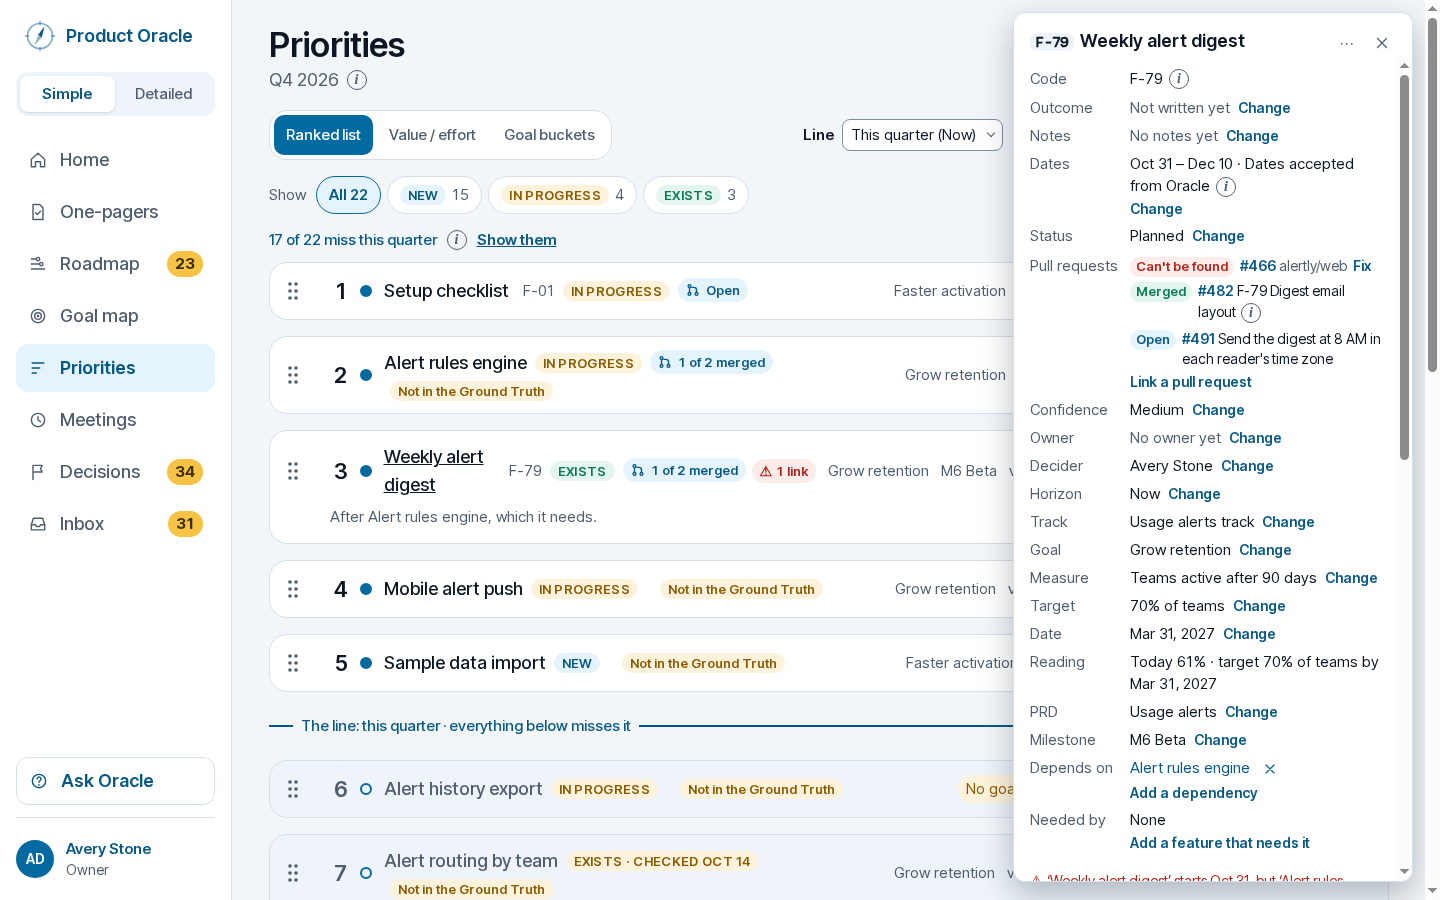 Product Oracle
Simple
Detailed
Home
One-pagers
Roadmap 23
Goal map
Priorities
Meetings
Decisions 34
Inbox 31
Ask Oracle
AD
Avery Stone
Owner
Priorities
Q4 2026 i
Ranked list
Value / effort
Goal buckets
Line This quarter (Now)
Show All 22 NEW 15 IN PROGRESS 4 EXISTS 3
17 of 22 miss this quarter i Show them
1 Setup checklist F-01 IN PROGRESS Open Faster activation
2 Alert rules engine IN PROGRESS 1 of 2 merged Grow retention
Not in the Ground Truth
3 Weekly alert digest F-79 EXISTS 1 of 2 merged 1 link Grow retention M6 Beta
After Alert rules engine, which it needs.
4 Mobile alert push IN PROGRESS Not in the Ground Truth Grow retention
5 Sample data import NEW Not in the Ground Truth Faster activation
The line: this quarter · everything below misses it
6 Alert history export IN PROGRESS Not in the Ground Truth No goa
7 Alert routing by team EXISTS · CHECKED OCT 14 Grow retention
Not in the Ground Truth
F-79 Weekly alert digest ...
Code F-79 i
Outcome Not written yet Change
Notes No notes yet Change
Dates Oct 31 – Dec 10 · Dates accepted
from Oracle i
Change
Status Planned Change
Pull requests Can't be found #466 alertly/web Fix
Merged #482 F-79 Digest email
layout i
Open #491 Send the digest at 8 AM in
each reader's time zone
Link a pull request
Confidence Medium Change
Owner No owner yet Change
Decider Avery Stone Change
Horizon Now Change
Track Usage alerts track Change
Goal Grow retention Change
Measure Teams active after 90 days Change
Target 70% of teams Change
Date Mar 31, 2027 Change
Reading Today 61% · target 70% of teams by
Mar 31, 2027
PRD Usage alerts Change
Milestone M6 Beta Change
Depends on Alert rules engine
Add a dependency
Needed by None
Add a feature that needs it
'Weekly alert digest' starts Oct 31, but 'Alert rules